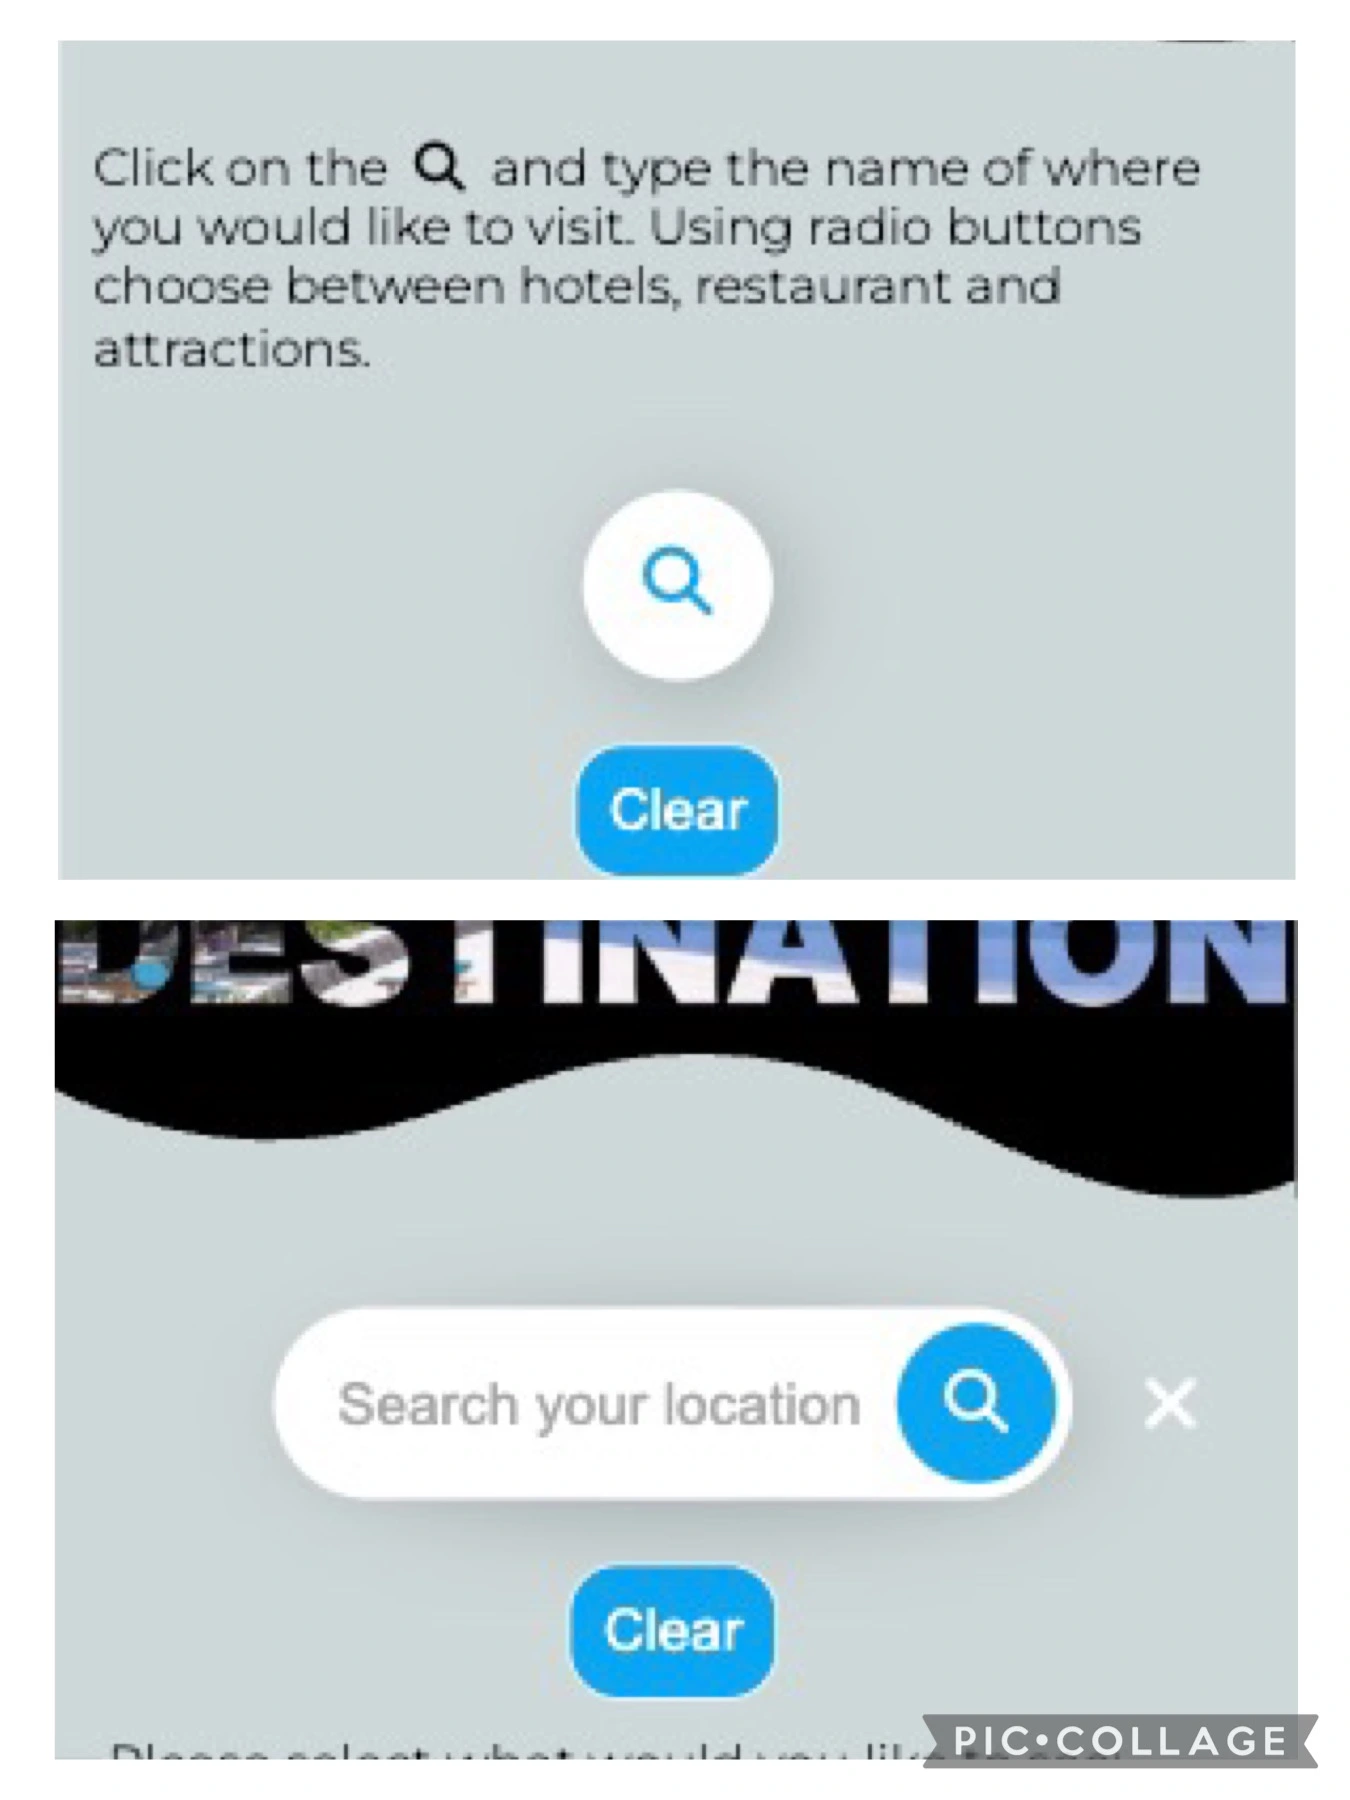 Click on the and type the name of where
you would like to visit. Using radio buttons
choose between hotels, restaurant and
attractions.
Clear
DESTINATION
Search your location
Clear
Please select what would you like to
PIC•COLLAGE